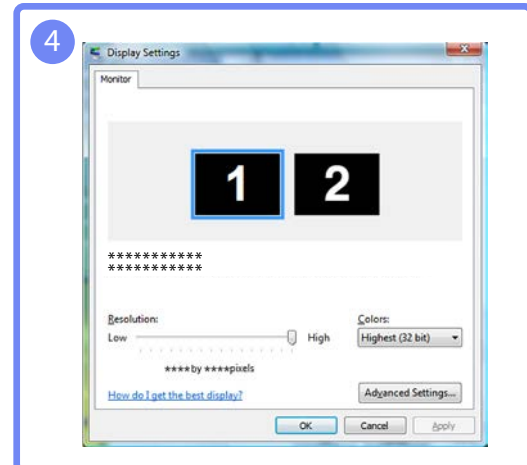 4
Display Settings
Monitor
1 2
***********
***********
Resolution: Colors:
Low High Highest (32 bit)
****by ****pixels
How do I get the best display? Advanced Settings...
OK Cancel Apply